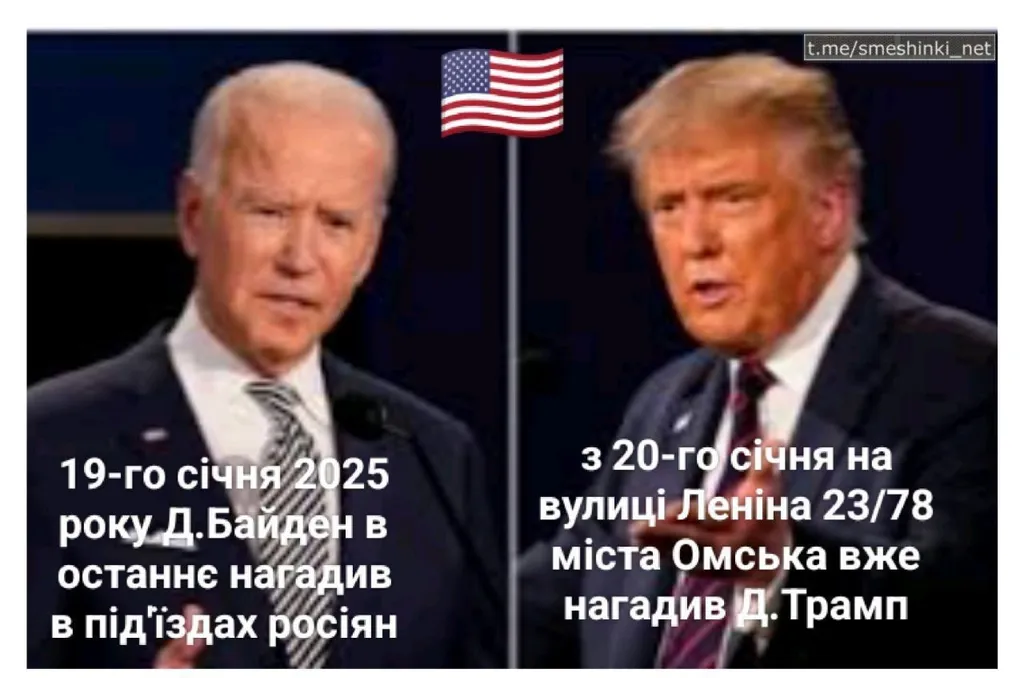 t.me/smeshinki_net
19-го січня 2025
року Д.Байден в
останнє нагадив
в під'їздах росіян
з 20-го січня на
вулиці Леніна 23/78
міста Омська вже
нагадив Д.Трамп